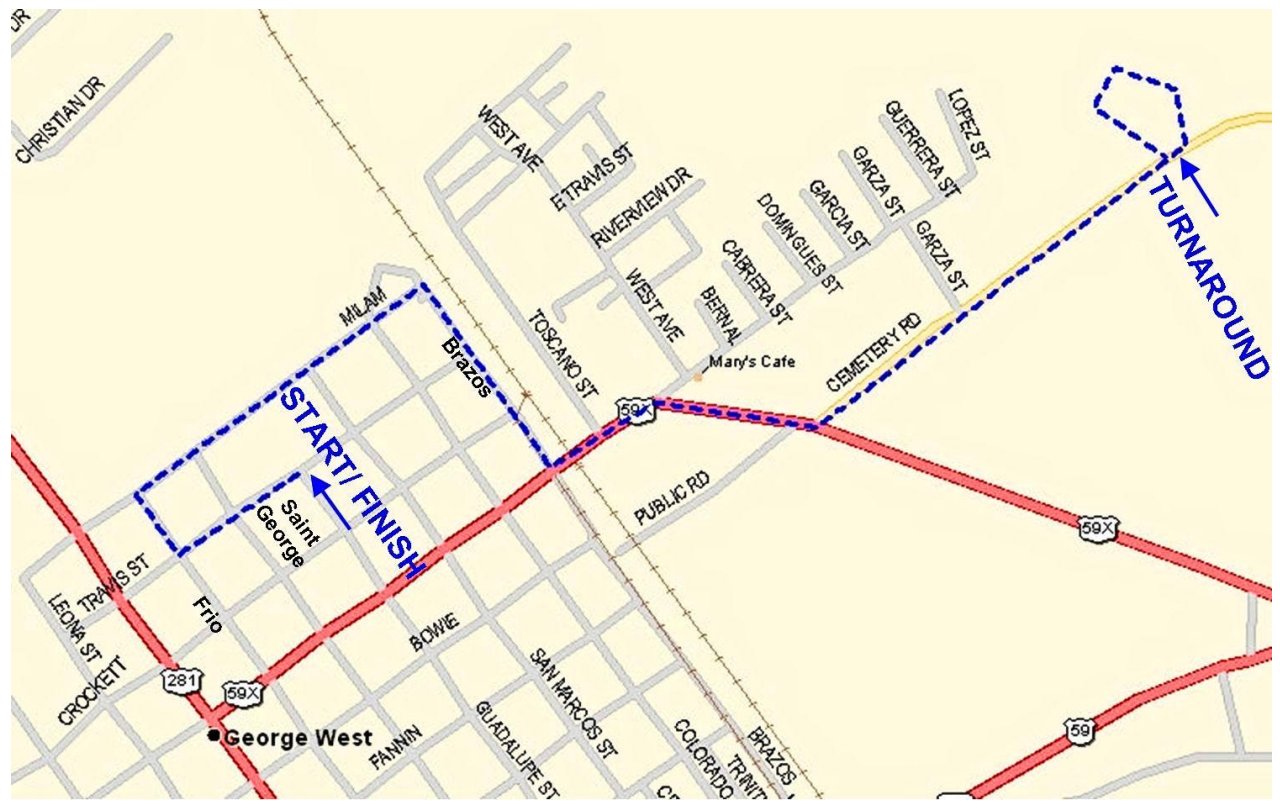 DR
CHRISTIAN DR
WEST AVE
E TRAVIS ST
RIVERVIEW DR
LOPEZ ST
GUERRERA ST
GARZA ST
GARCIA ST
DOMINGUES ST
CABRERA ST
BERNAL
WEST AVE
GARZA ST
TURNAROUND
MILAM
Brazos
TOSCANO ST
Mary's Cafe
CEMETERY RD
59X
START/ FINISH
Saint
George
PUBLIC RD
59X
TRAVIS ST
LEONA ST
Frio
CROCKETT
BOWIE
281
59X
George West
FANNIN
GUADALUPE ST
SAN MARCOS ST
COLORADO
TRINIT
BRAZOS
59